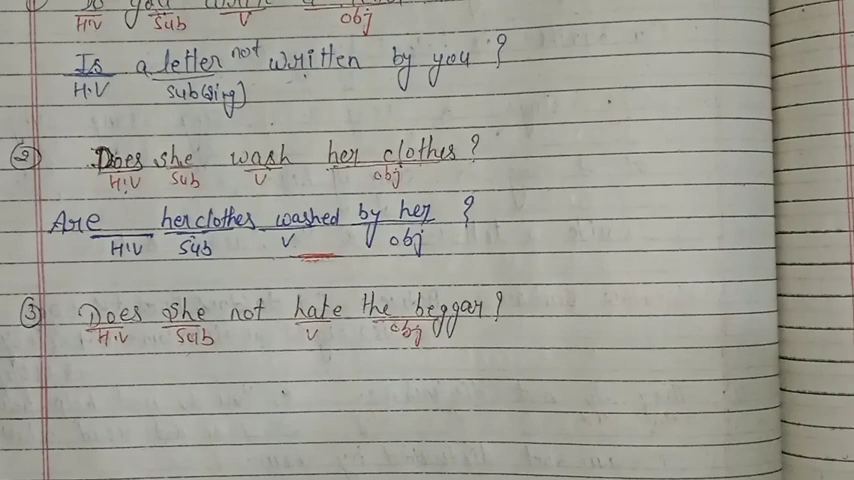 you
H.V Sub V obj
Is a letter not written by you ?
H.V Sub(sing)
② Does she wash her clothes ?
H.V Sub V obj
Are her clothes washed by her ?
H.V Sub V obj
③ Does she not hate the beggar ?
H.V Sub V obj